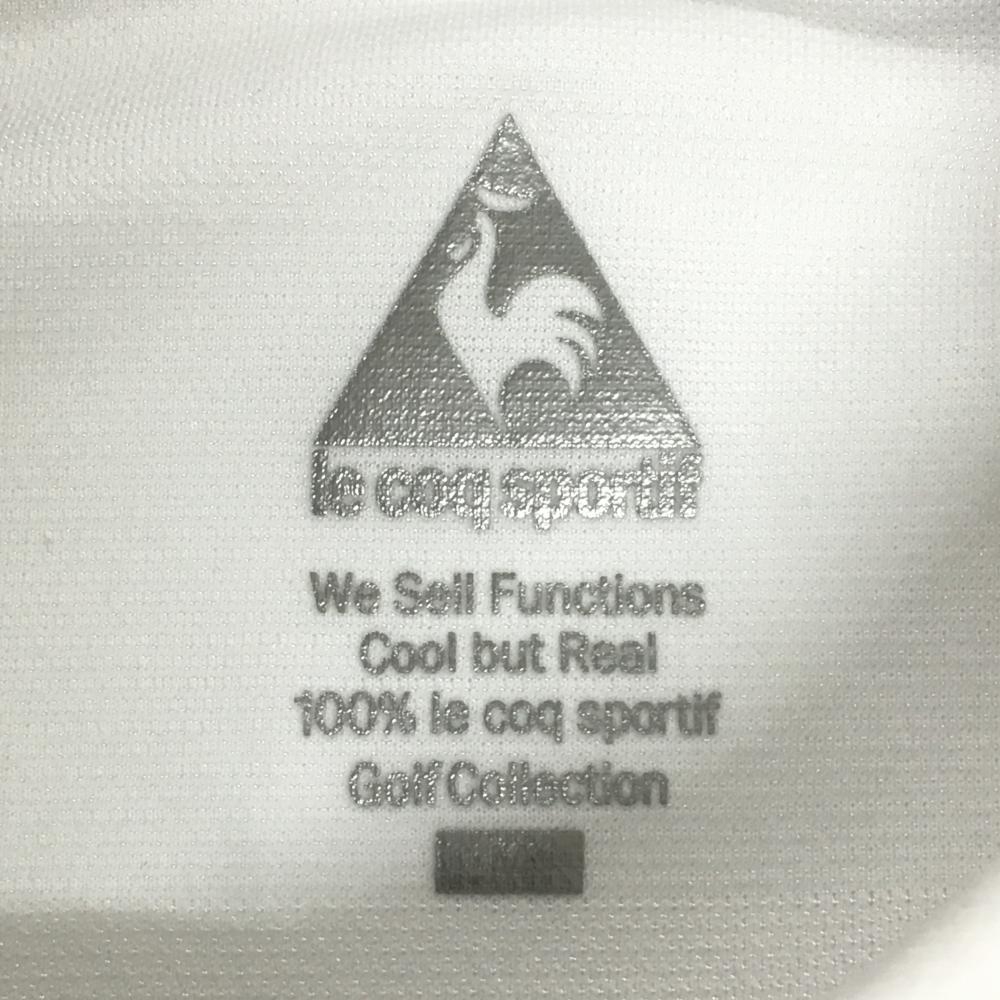 le coq sportif
We Sell Functions
Cool but Real
100% le coq sportif
Golf Collection